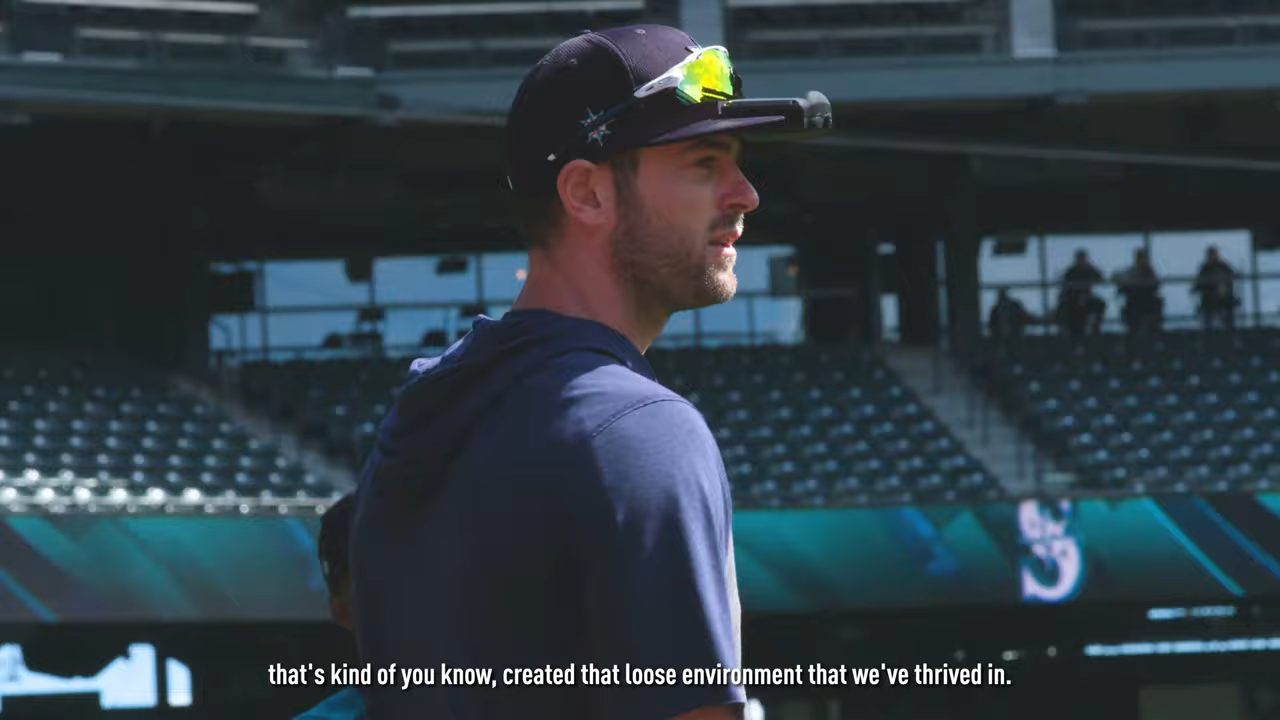 that's kind of you know, created that loose environment that we've thrived in.